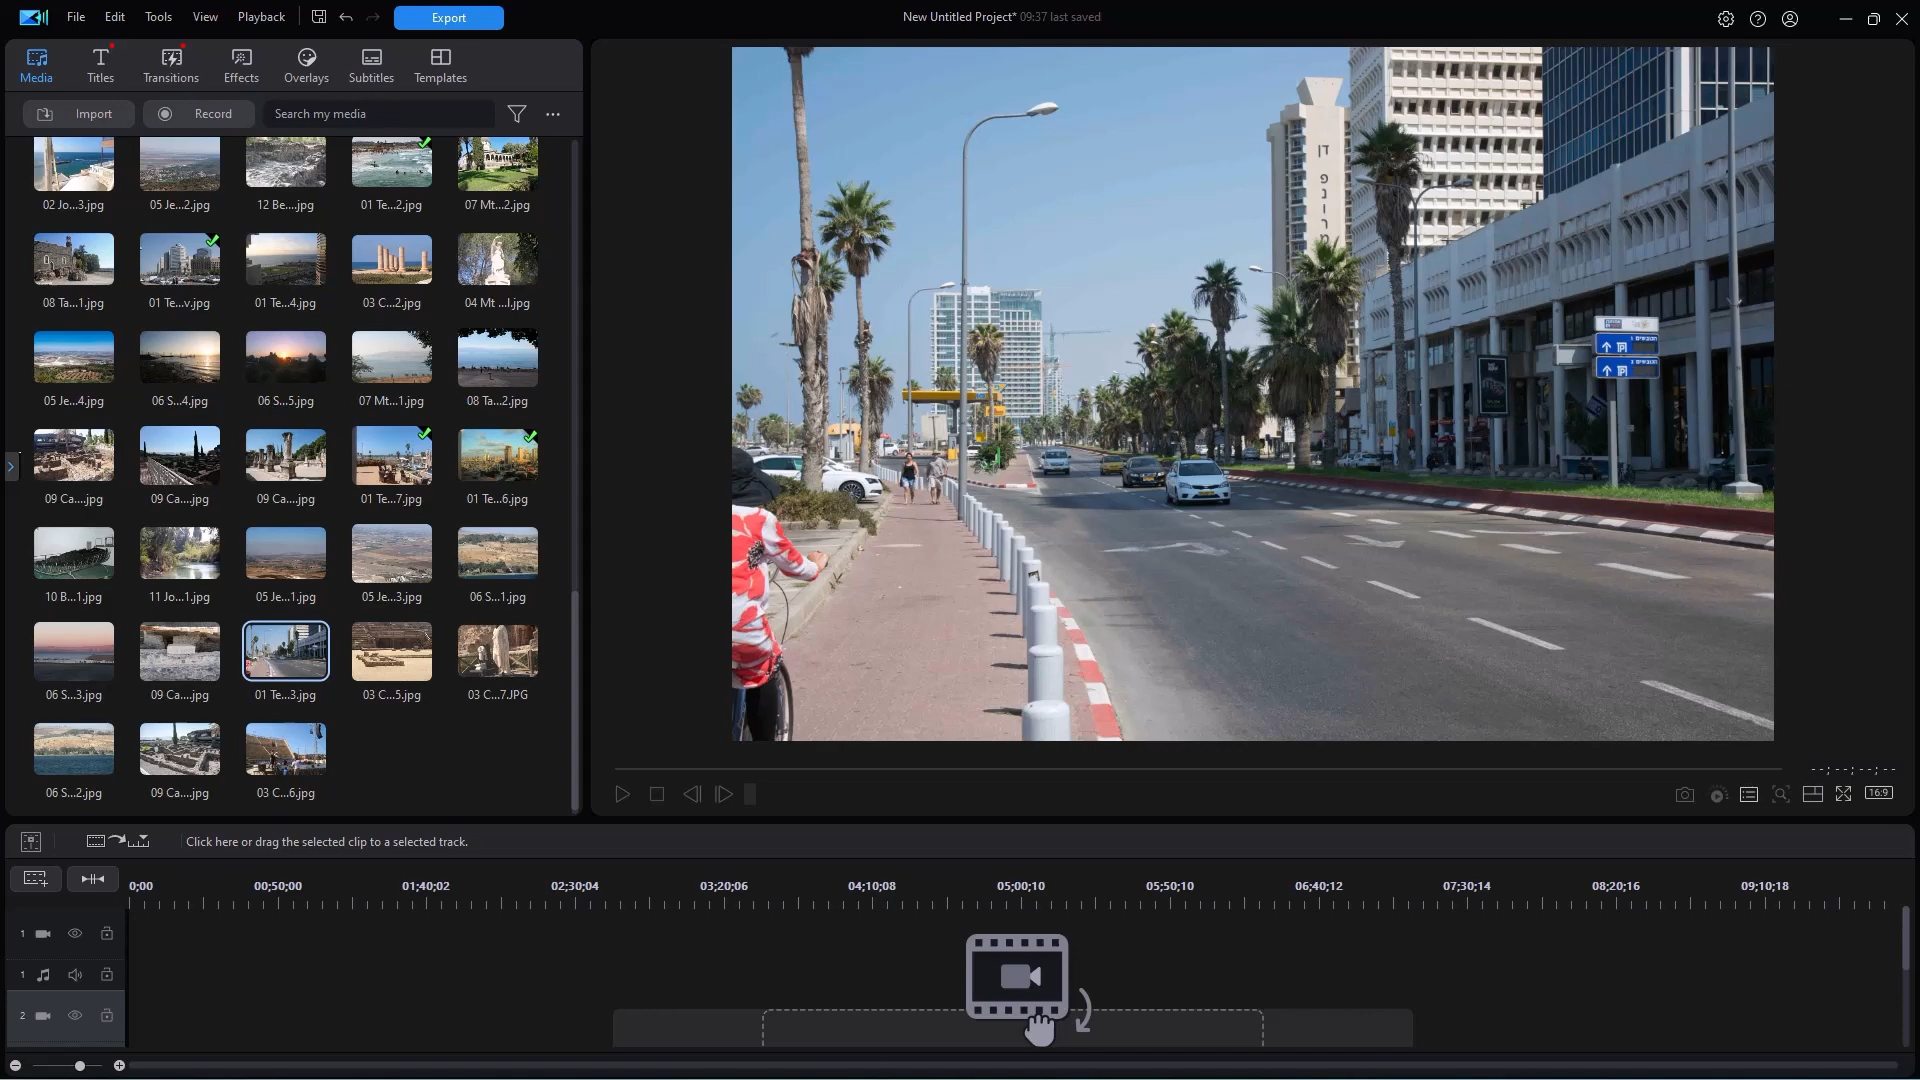 File Edit Tools View Playback Export New Untitled Project* 09:37 last saved
Media Titles Transitions Effects Overlays Subtitles Templates
Import Record Search my media
02 Jo...3.jpg 05 Je...2.jpg 12 Be....jpg 01 Te...2.jpg 07 Mt...2.jpg
08 Ta...1.jpg 01 Te...v.jpg 01 Te...4.jpg 03 C...2.jpg 04 Mt ...l.jpg
05 Je...4.jpg 06 S...4.jpg 06 S...5.jpg 07 Mt...1.jpg 08 Ta...2.jpg
09 Ca....jpg 09 Ca....jpg 09 Ca....jpg 01 Te...7.jpg 01 Te...6.jpg
10 B...1.jpg 11 Jo...1.jpg 05 Je...1.jpg 05 Je...3.jpg 06 S...1.jpg
06 S...3.jpg 09 Ca....jpg 01 Te...3.jpg 03 C...5.jpg 03 C...7.JPG
06 S...2.jpg 09 Ca....jpg 03 C...6.jpg
דן
פנורמ
--;--;--;--
16:9
Click here or drag the selected clip to a selected track.
0;00 00;50;00 01;40;02 02;30;04 03;20;06 04;10;08 05;00;10 05;50;10 06;40;12 07;30;14 08;20;16 09;10;18
1
1
2